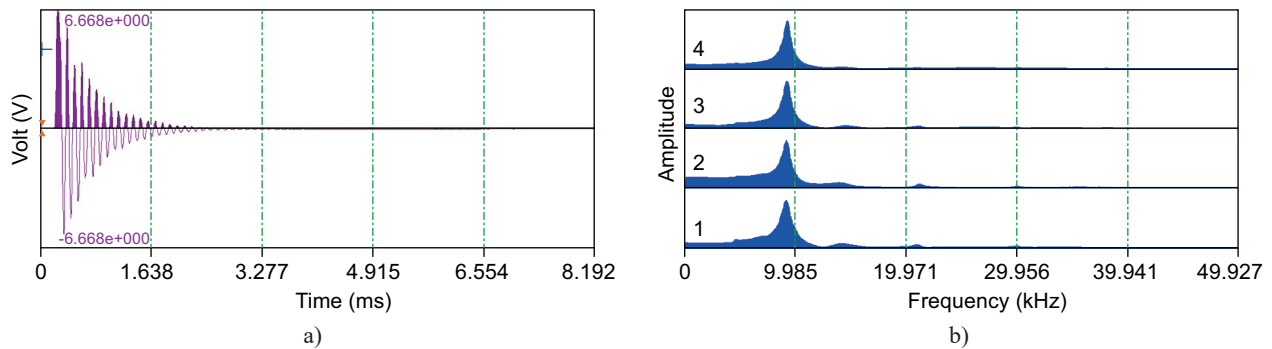 6.668e+000
Volt (V)
-6.668e+000
0 1.638 3.277 4.915 6.554 8.192
Time (ms)
a)
4
3
2
1
Amplitude
0 9.985 19.971 29.956 39.941 49.927
Frequency (kHz)
b)